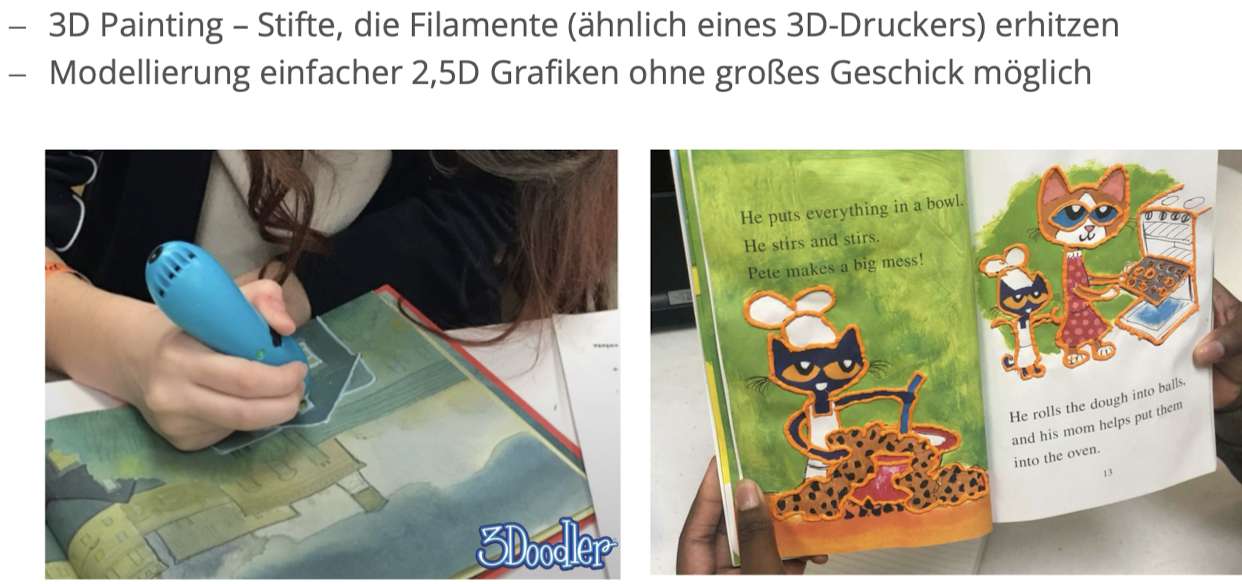 – 3D Painting – Stifte, die Filamente (ähnlich eines 3D-Druckers) erhitzen
– Modellierung einfacher 2,5D Grafiken ohne großes Geschick möglich
3Doodler
He puts everything in a bowl.
He stirs and stirs.
Pete makes a big mess!
He rolls the dough into balls,
and his mom helps put them
into the oven.
13